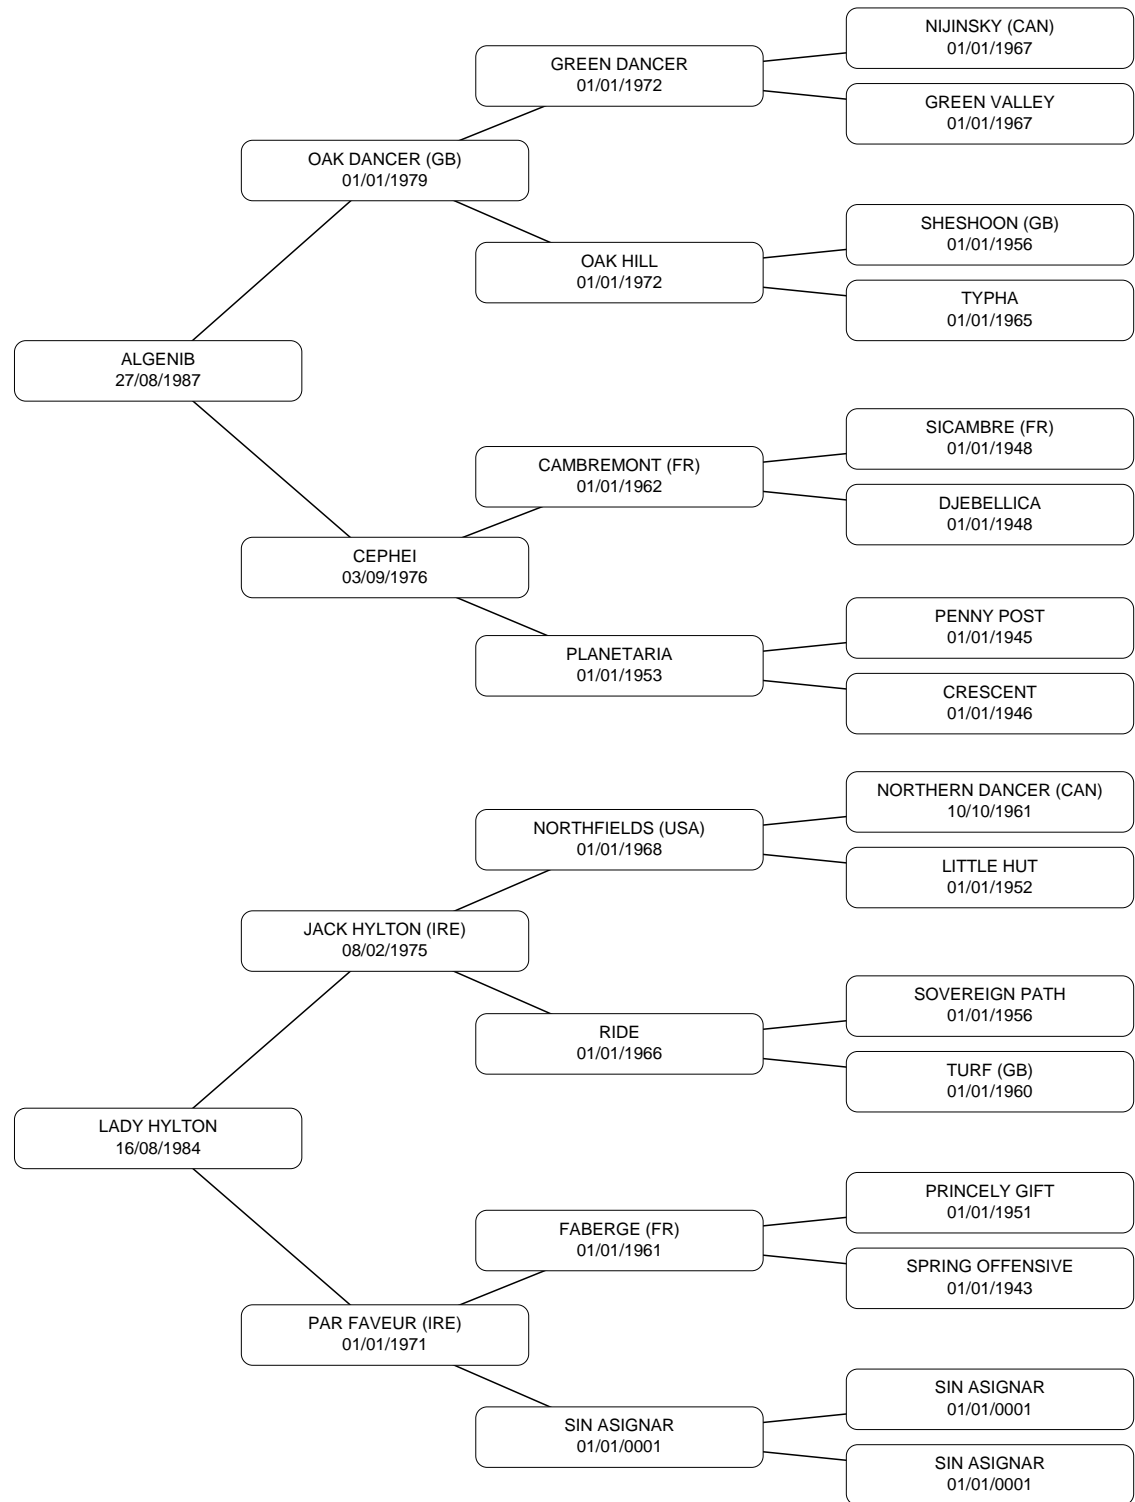 NIJINSKY (CAN)
01/01/1967
GREEN DANCER
01/01/1972
GREEN VALLEY
01/01/1967
OAK DANCER (GB)
01/01/1979
SHESHOON (GB)
01/01/1956
OAK HILL
01/01/1972
TYPHA
01/01/1965
ALGENIB
27/08/1987
SICAMBRE (FR)
01/01/1948
CAMBREMONT (FR)
01/01/1962
DJEBELLICA
01/01/1948
CEPHEI
03/09/1976
PENNY POST
01/01/1945
PLANETARIA
01/01/1953
CRESCENT
01/01/1946
NORTHERN DANCER (CAN)
10/10/1961
NORTHFIELDS (USA)
01/01/1968
LITTLE HUT
01/01/1952
JACK HYLTON (IRE)
08/02/1975
SOVEREIGN PATH
01/01/1956
RIDE
01/01/1966
TURF (GB)
01/01/1960
LADY HYLTON
16/08/1984
PRINCELY GIFT
01/01/1951
FABERGE (FR)
01/01/1961
SPRING OFFENSIVE
01/01/1943
PAR FAVEUR (IRE)
01/01/1971
SIN ASIGNAR
01/01/0001
SIN ASIGNAR
01/01/0001
SIN ASIGNAR
01/01/0001